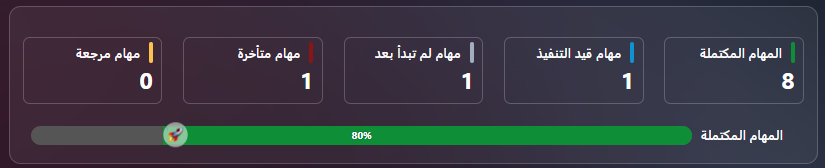 المهام المكتملة
8
مهام قيد التنفيذ
1
مهام لم تبدأ بعد
1
مهام متأخرة
1
مهام مرجعة
0
المهام المكتملة
80%